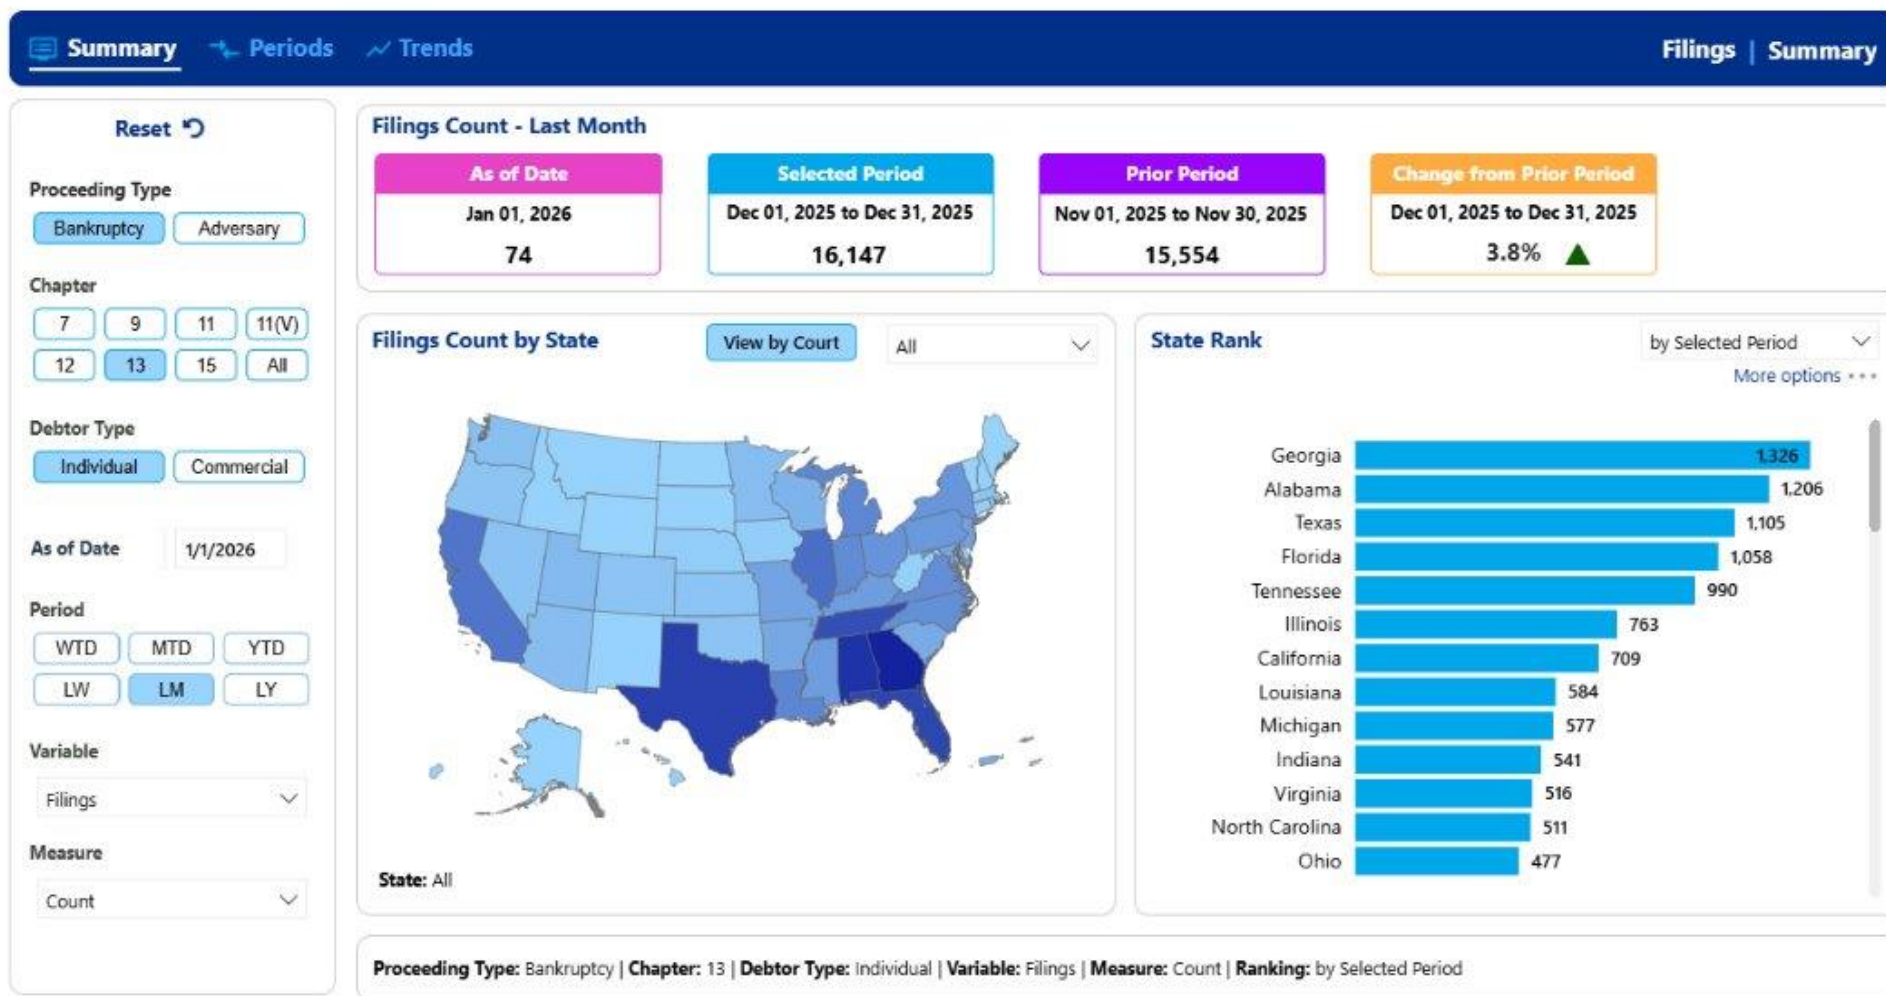 Summary Periods Trends Filings | Summary
Reset
Proceeding Type
Bankruptcy Adversary
Chapter
7 9 11 11(V)
12 13 15 All
Debtor Type
Individual Commercial
As of Date 1/1/2026
Period
WTD MTD YTD
LW LM LY
Variable
Filings
Measure
Count
Filings Count - Last Month
As of Date
Jan 01, 2026
74
Selected Period
Dec 01, 2025 to Dec 31, 2025
16,147
Prior Period
Nov 01, 2025 to Nov 30, 2025
15,554
Change from Prior Period
Dec 01, 2025 to Dec 31, 2025
3.8%
Filings Count by State View by Court All
State: All
State Rank by Selected Period
More options
Georgia 1,326
Alabama 1,206
Texas 1,105
Florida 1,058
Tennessee 990
Illinois 763
California 709
Louisiana 584
Michigan 577
Indiana 541
Virginia 516
North Carolina 511
Ohio 477
Proceeding Type: Bankruptcy | Chapter: 13 | Debtor Type: Individual | Variable: Filings | Measure: Count | Ranking: by Selected Period